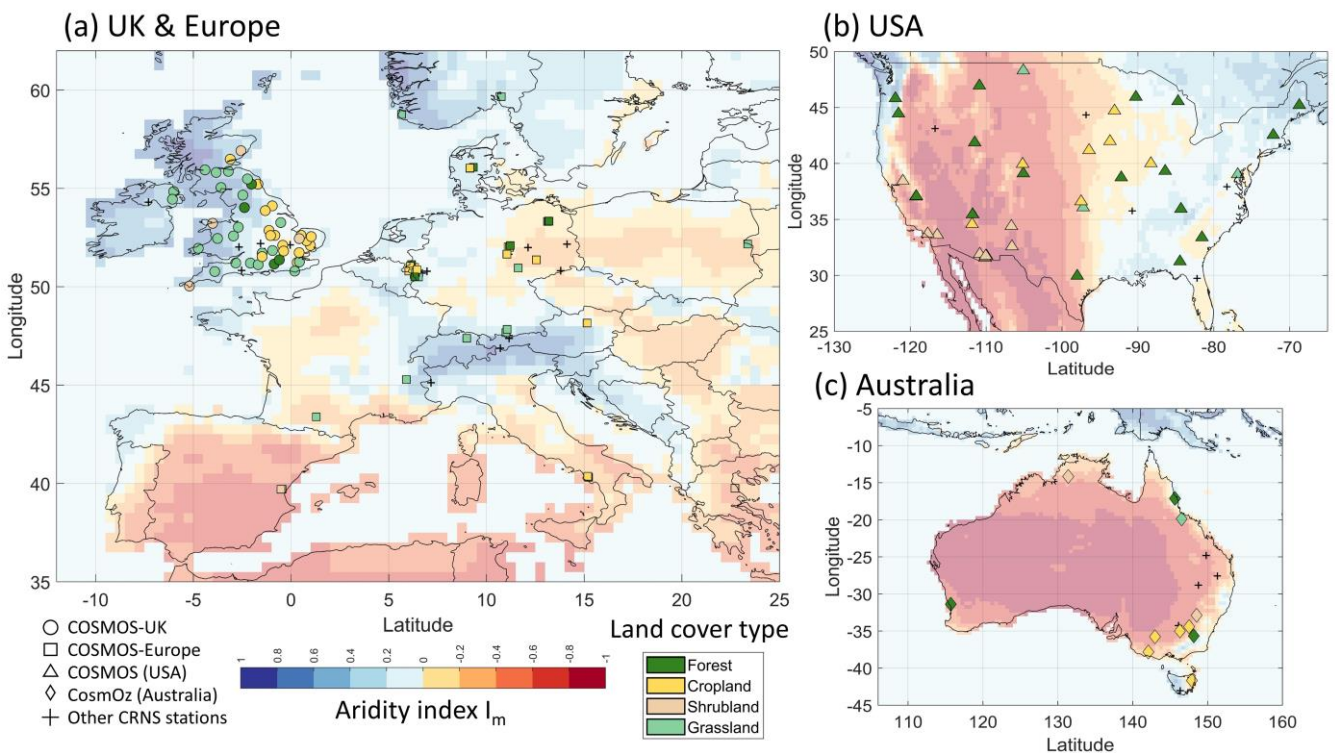 (a) UK & Europe
60
55
50
45
40
35
Longitude
-10
-5
0
5
10
15
20
25
Latitude
COSMOS-UK
COSMOS-Europe
COSMOS (USA)
CosmOz (Australia)
Other CRNS stations
1
0.8
0.6
0.4
0.2
0
-0.2
-0.4
-0.6
-0.8
-1
Aridity index Im
Land cover type
Forest
Cropland
Shrubland
Grassland
(b) USA
50
45
40
35
30
25
Longitude
-130
-120
-110
-100
-90
-80
-70
Latitude
(c) Australia
-5
-10
-15
-20
-25
-30
-35
-40
-45
Longitude
110
120
130
140
150
160
Latitude